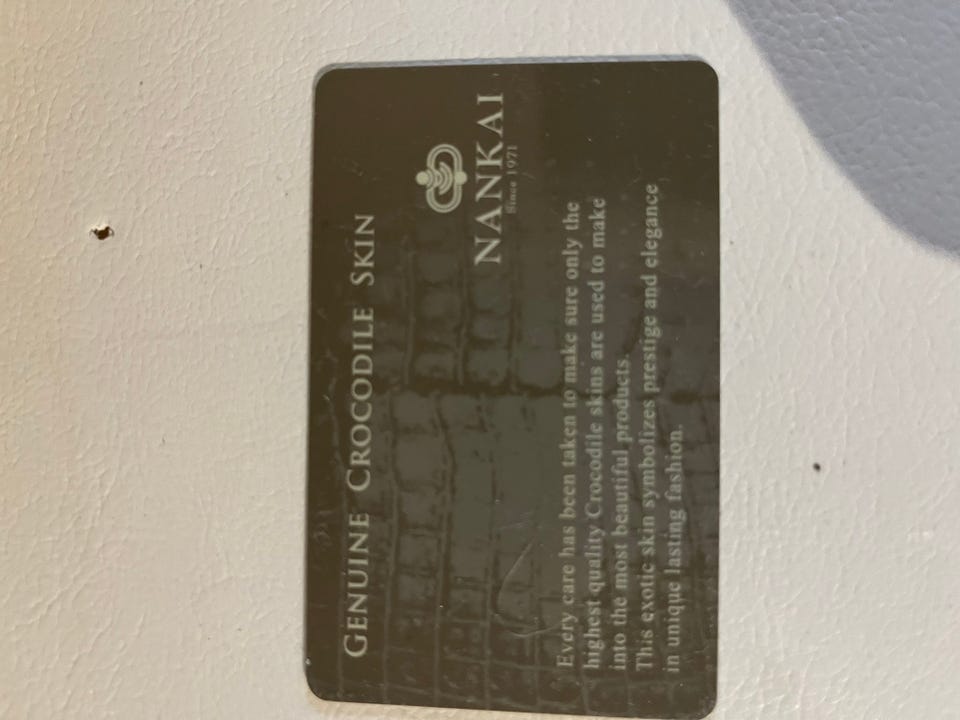 GENUINE CROCODILE SKIN
NANKAI
Since 1971
Every care has been taken to make sure only the
highest quality Crocodile skins are used to make
into the most beautiful products.
This exotic skin symbolizes prestige and elegance
in unique lasting fashion.